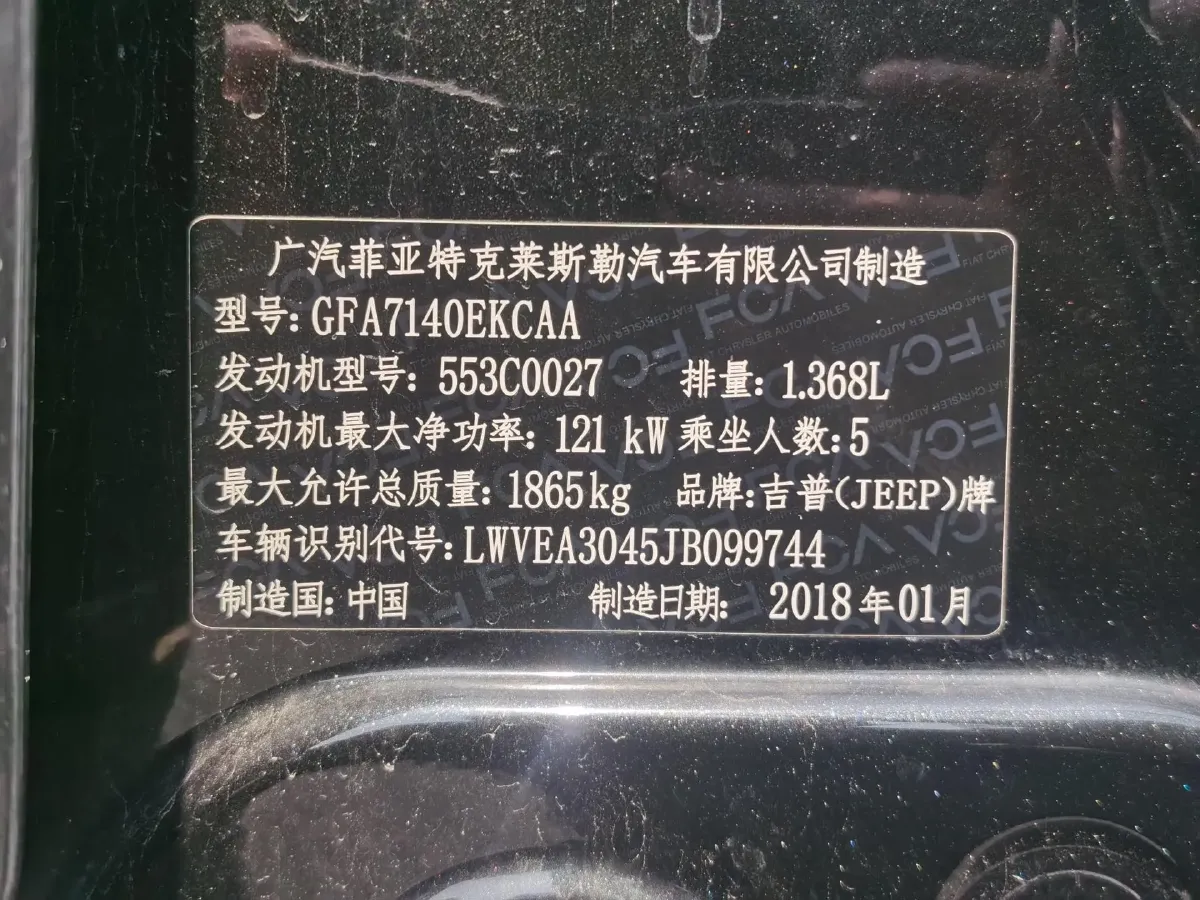 广汽菲亚特克莱斯勒汽车有限公司制造
型号: GFA7140EKCAA
发动机型号: 553C0027 排量: 1.368L
发动机最大净功率: 121 kW 乘坐人数: 5
最大允许总质量: 1865kg 品牌: 吉普(JEEP)牌
车辆识别代号: LWVEA3045JB099744
制造国: 中国 制造日期: 2018年01月
FCA
FIAT CHRYSLER AUTOMOBILES